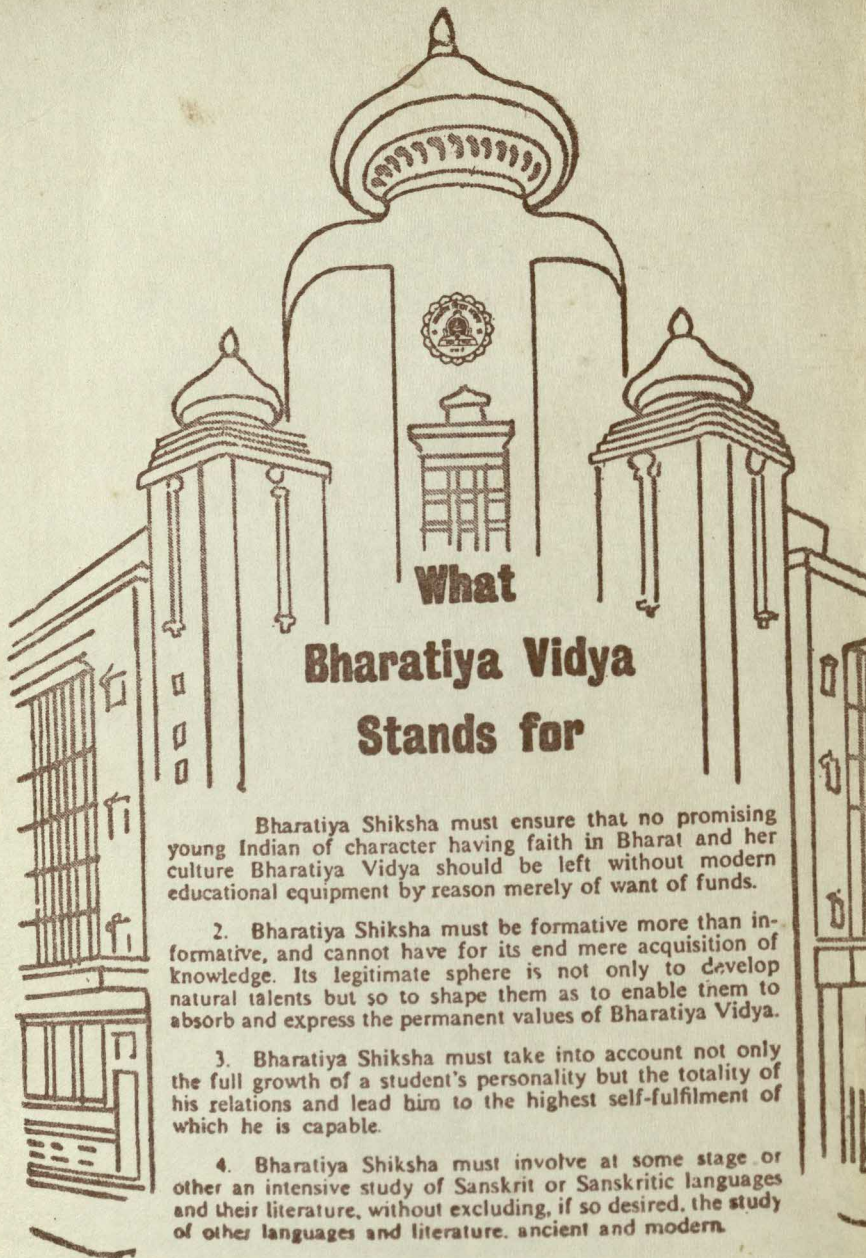 What
Bharatiya Vidya
Stands for
Bharatiya Shiksha must ensure that no promising
young Indian of character having faith in Bharat and her
culture Bharatiya Vidya should be left without modern
educational equipment by reason merely of want of funds.
2. Bharatiya Shiksha must be formative more than in-
formative, and cannot have for its end mere acquisition of
knowledge. Its legitimate sphere is not only to develop
natural talents but so to shape them as to enable them to
absorb and express the permanent values of Bharatiya Vidya.
3. Bharatiya Shiksha must take into account not only
the full growth of a student's personality but the totality of
his relations and lead him to the highest self-fulfilment of
which he is capable.
4. Bharatiya Shiksha must involve at some stage or
other an intensive study of Sanskrit or Sanskritic languages
and their literature, without excluding, if so desired, the study
of other languages and literature, ancient and modern.